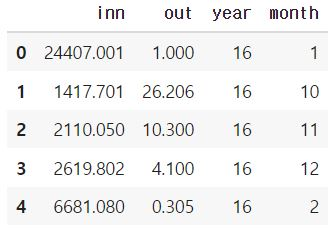 inn out year month
0 24407.001 1.000 16 1
1 1417.701 26.206 16 10
2 2110.050 10.300 16 11
3 2619.802 4.100 16 12
4 6681.080 0.305 16 2